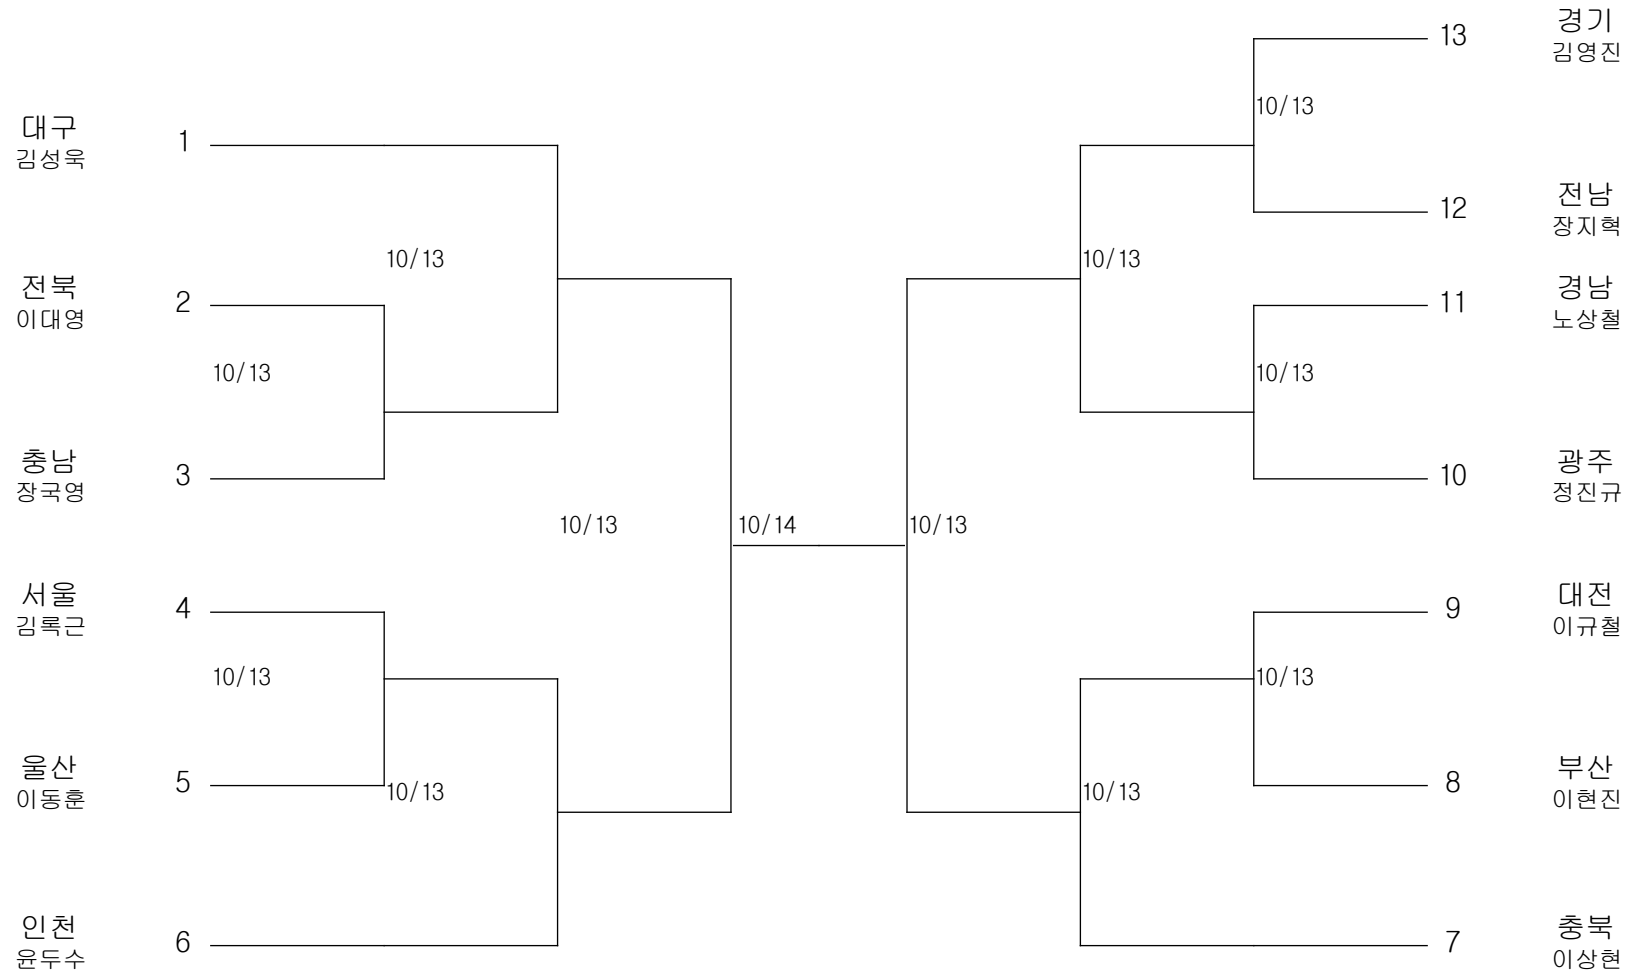 13 경기
김영진
10/13
대구
김성욱
1
12 전남
장지혁
10/13
10/13
전북
이대영
2
11 경남
노상철
10/13
10/13
충남
장국영
3
10 광주
정진규
10/13
10/14
10/13
서울
김록근
4
9 대전
이규철
10/13
10/13
울산
이동훈
5
10/13
10/13
8 부산
이현진
인천
윤두수
6
7 충북
이상현